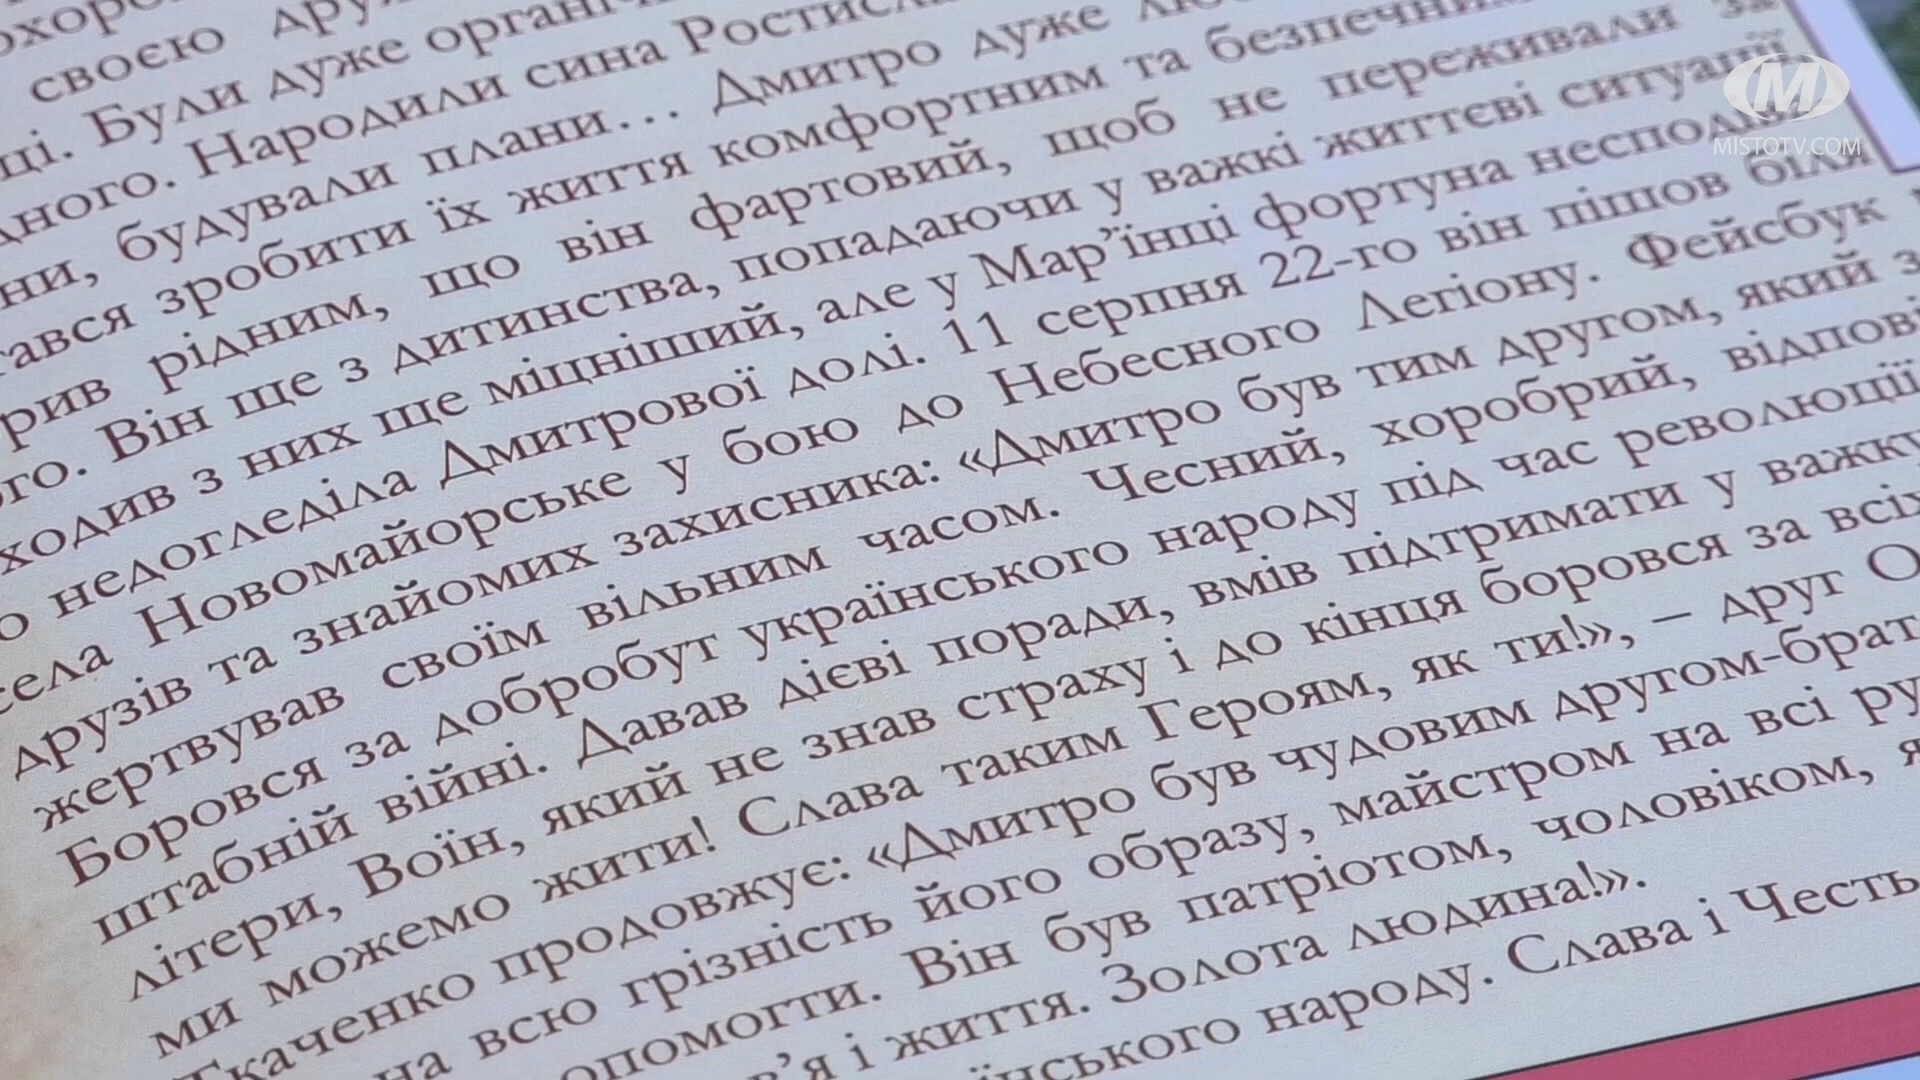 своєю
ці. Були дуже
ного. Народили сина
ни, будували плани… Дмитро дуже
зробити їх життя комфортним та безпечним
рив рідним, що він фартовий, щоб не переживали за
Він ще з дитинства, попадаючи у важкі життєві ситуації
ходив з них ще міцніший, але у Мар’їнці фортуна
недогледіла Дмитрової долі. 11 серпня 22-го він пішов біля
села Новомайорське у бою до Небесного Легіону. Фейсбук
друзів та знайомих захисника: «Дмитро був тим другом, який
жертвував своїм вільним часом. Чесний, хоробрий, відпові
Боровся за добробут українського народу під час революції
штабній війні. Давав дієві поради, вмів підтримати у важку
літери, Воїн, який не знав страху і до кінця боровся за всіх
ми можемо жити! Слава таким Героям, як ти!», – друг О
Ткаченко продовжує: «Дмитро був чудовим другом-брат
на всю грізність його образу, майстром на всі ру
опомогти. Він був патріотом, чоловіком, я
в’я і життя. Золота людина!».
їнського народу. Слава і Честь
M
MISTOTV.COM